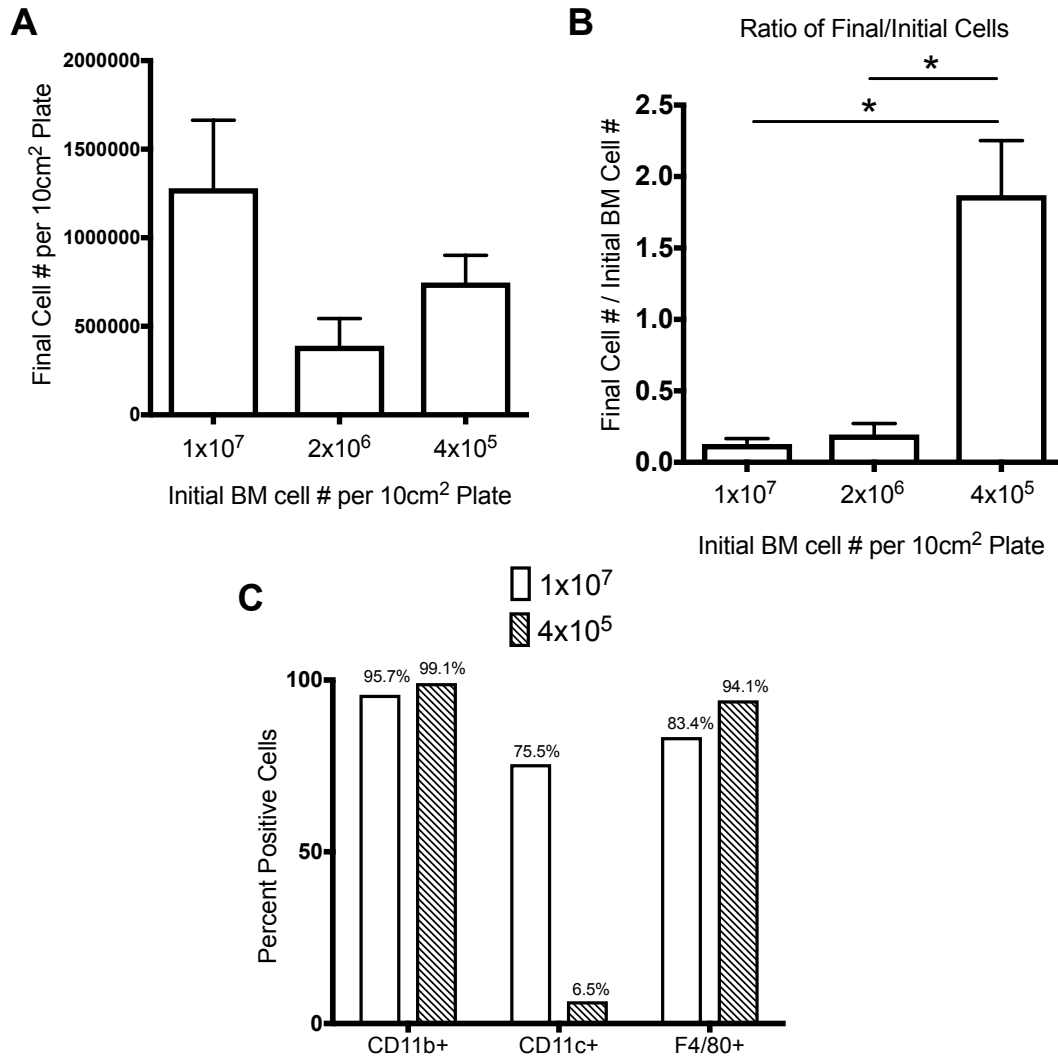 A
2000000
1500000
1000000
500000
0
Final Cell # per 10cm² Plate
1x10⁷ 2x10⁶ 4x10⁵
Initial BM cell # per 10cm² Plate
B
Ratio of Final/Initial Cells
*
*
2.5
2.0
1.5
1.0
0.5
0.0
Final Cell # / Initial BM Cell #
1x10⁷ 2x10⁶ 4x10⁵
Initial BM cell # per 10cm² Plate
C
1x10⁷
4x10⁵
100
50
0
Percent Positive Cells
95.7% 99.1% 75.5% 6.5% 83.4% 94.1%
CD11b+ CD11c+ F4/80+